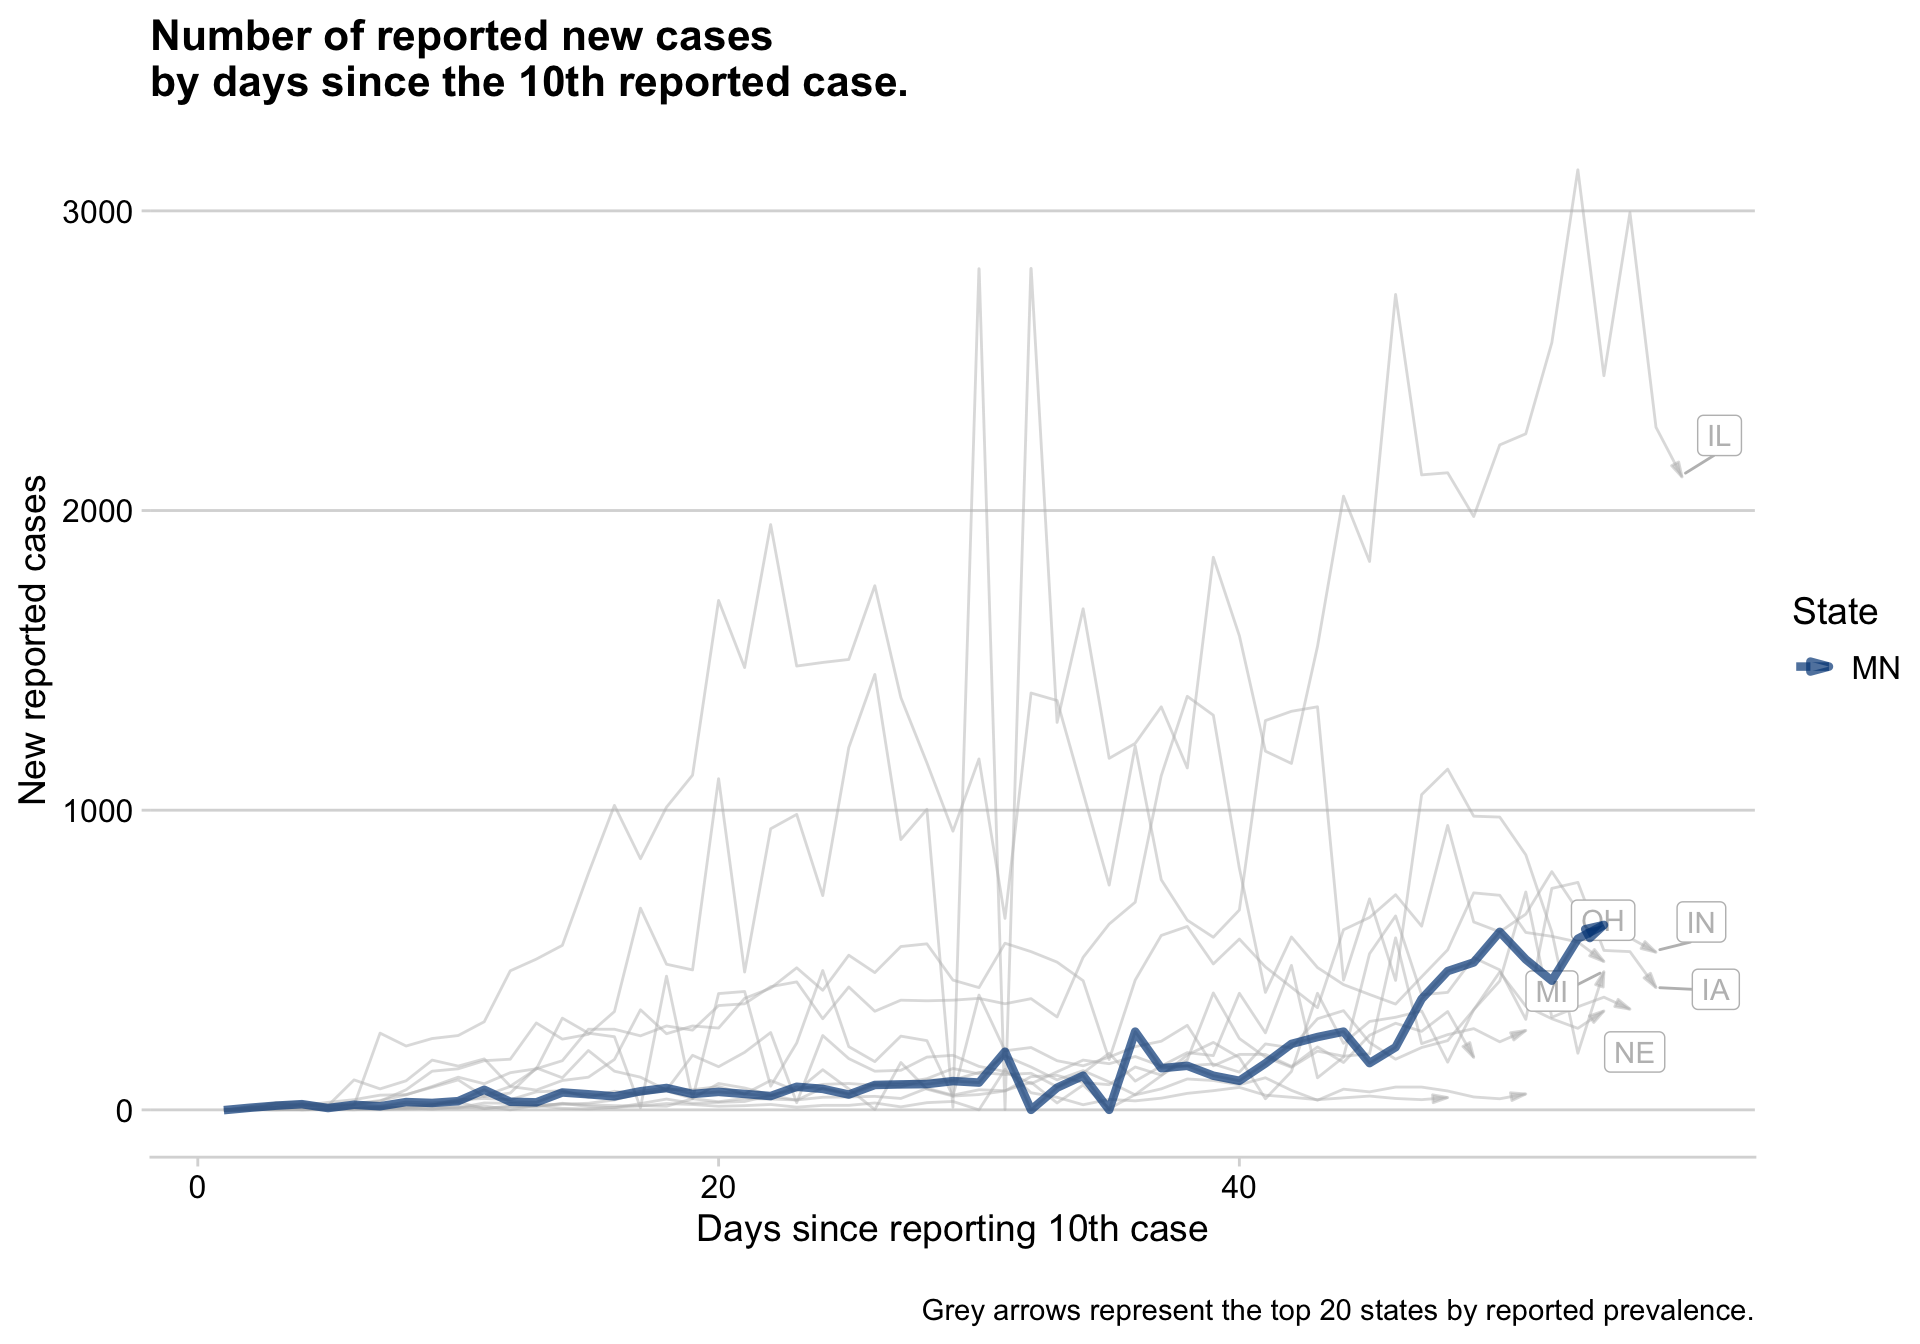 Number of reported new cases
by days since the 10th reported case.
3000
2000
1000
0
New reported cases
IL
OH
IN
MI
IA
NE
State
MN
0
20
40
Days since reporting 10th case
Grey arrows represent the top 20 states by reported prevalence.